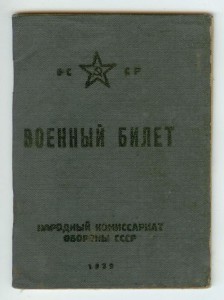 ВОЕННЫЙ БИЛЕТ
НАРОДНЫЙ КОМИССАРИАТ
ОБОРОНЫ СССР